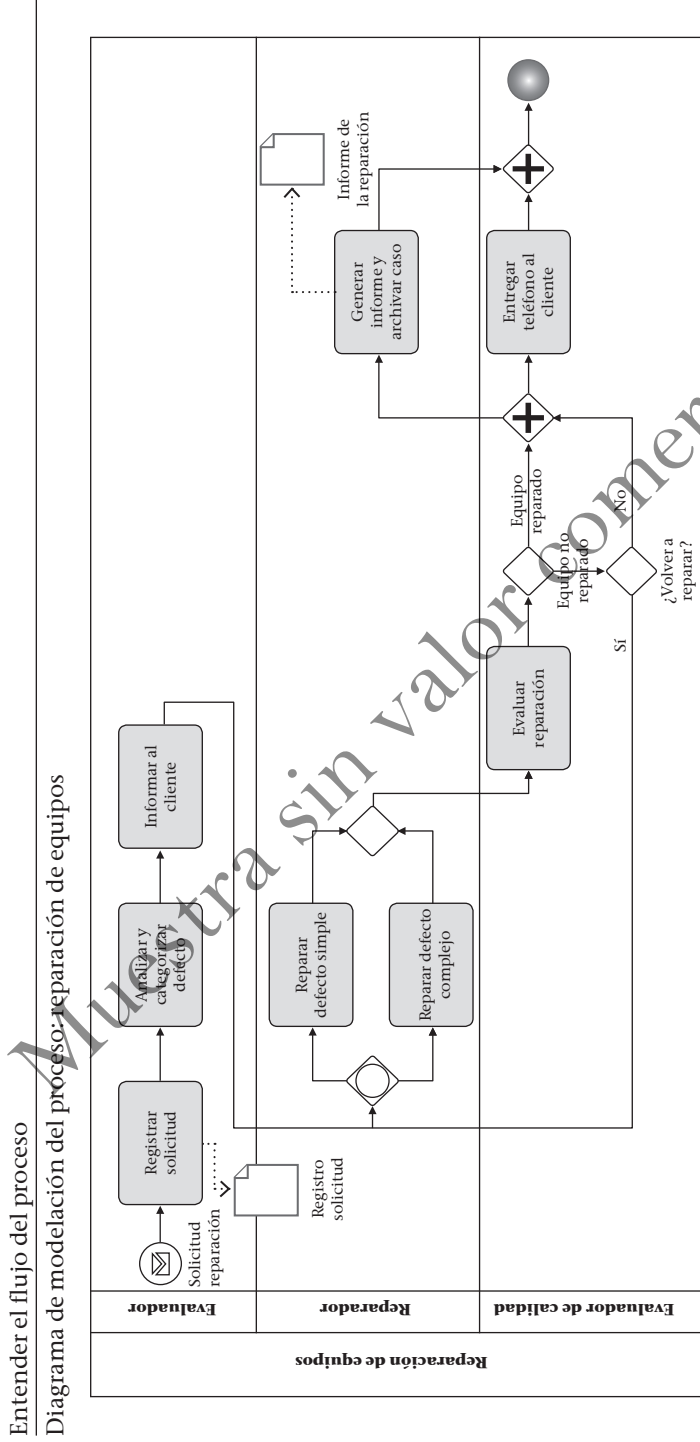 Entender el flujo del proceso
Diagrama de modelación del proceso: reparación de equipos
Reparación de equipos
Evaluador
Solicitud
reparación
Registrar
solicitud
Analizar y
categorizar
defecto
Informar al
cliente
Reparador
Registro
solicitud
Reparar
defecto simple
Reparar defecto
complejo
Generar
informe y
archivar caso
Informe de
la reparación
Evaluador de calidad
Evaluar
reparación
Equipo
reparado
Equipo no
reparado
Sí
No
¿Volver a
reparar?
Entregar
teléfono al
cliente
Muestra sin valor comer